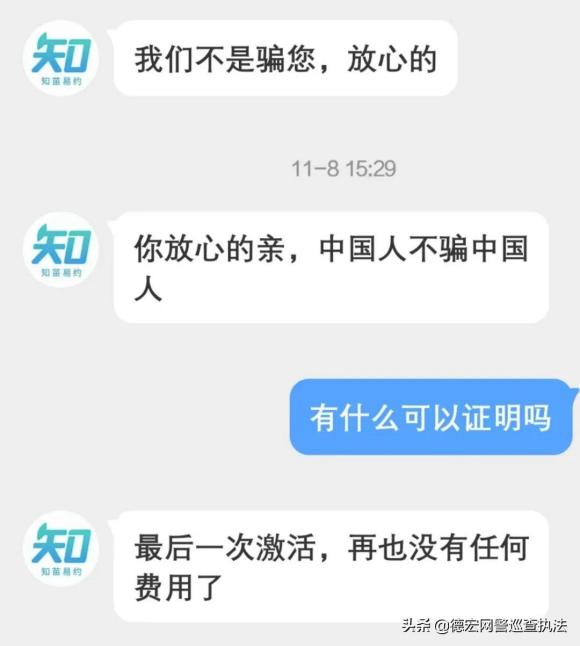 知
知苗易约
我们不是骗您，放心的
11-8 15:29
知
知苗易约
你放心的亲，中国人不骗中国
人
有什么可以证明吗
知
知苗易约
最后一次激活，再也没有任何
费用了
头条 @德宏网警巡查执法